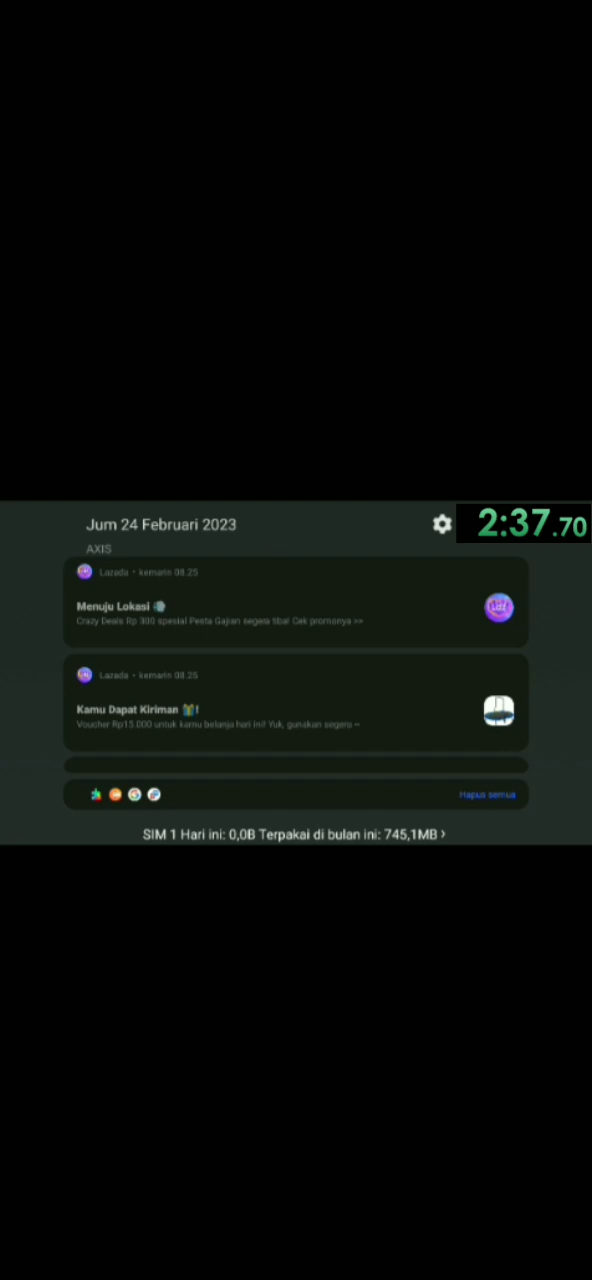 Jum 24 Februari 2023
2:37.70
AXIS
Lazada • kemarin 08.25
Menuju Lokasi 💨
Crazy Deals Rp 300 spesial Pesta Gajian segera tiba! Cek promonya >>
Lazada • kemarin 08.25
Kamu Dapat Kiriman 🎁!
Voucher Rp15.000 untuk kamu belanja hari ini! Yuk, gunakan segera ~
Hapus semua
SIM 1 Hari ini: 0,0B Terpakai di bulan ini: 745,1MB ›